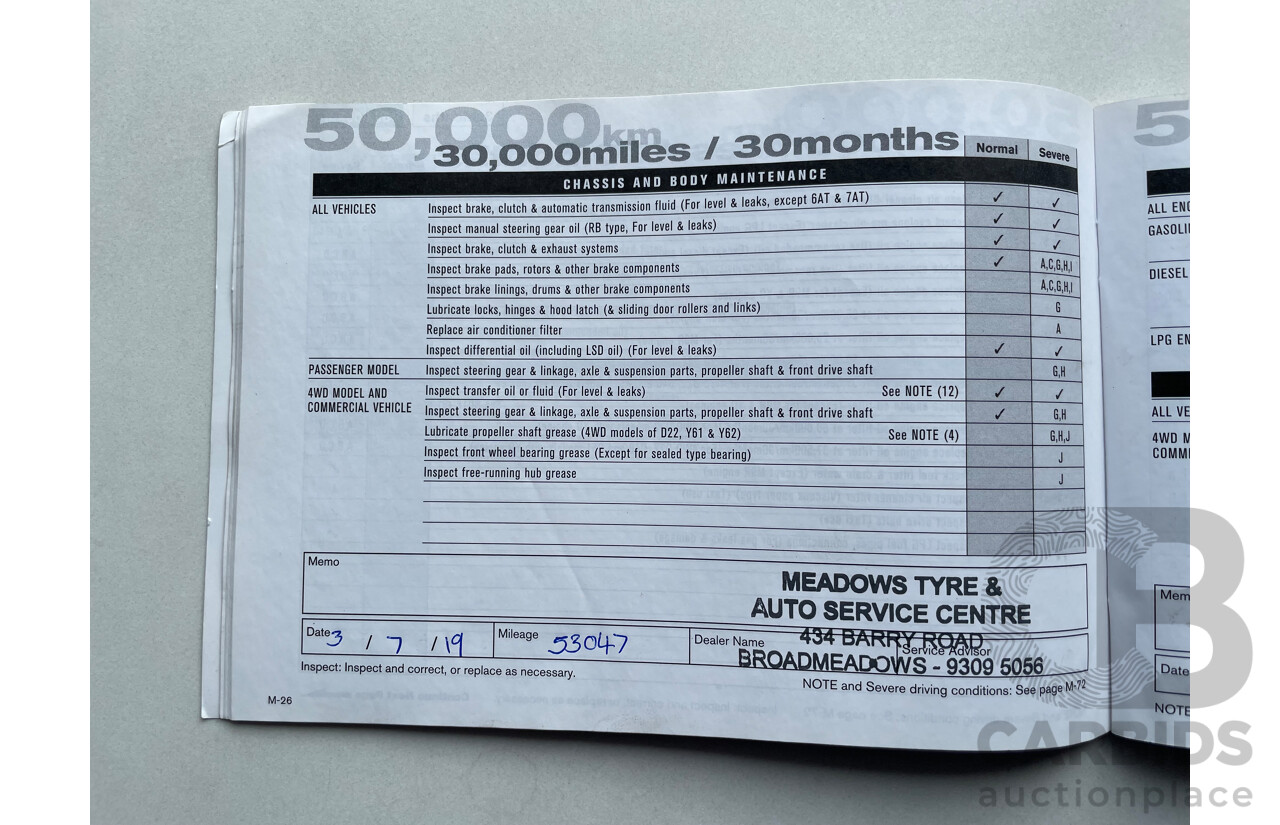 50,000km
30,000miles / 30months
Normal Severe
CHASSIS AND BODY MAINTENANCE
ALL VEHICLES Inspect brake, clutch & automatic transmission fluid (For level & leaks, except 6AT & 7AT) ✓ ✓
Inspect manual steering gear oil (RB type, For level & leaks) ✓ ✓
Inspect brake, clutch & exhaust systems ✓ ✓
Inspect brake pads, rotors & other brake components ✓ A,C,G,H,I
Inspect brake linings, drums & other brake components A,C,G,H,I
Lubricate locks, hinges & hood latch (& sliding door rollers and links) G
Replace air conditioner filter A
Inspect differential oil (including LSD oil) (For level & leaks) ✓ ✓
PASSENGER MODEL Inspect steering gear & linkage, axle & suspension parts, propeller shaft & front drive shaft G,H
4WD MODEL AND Inspect transfer oil or fluid (For level & leaks) See NOTE (12) ✓ ✓
COMMERCIAL VEHICLE Inspect steering gear & linkage, axle & suspension parts, propeller shaft & front drive shaft ✓ G,H
Lubricate propeller shaft grease (4WD models of D22, Y61 & Y62) See NOTE (4) G,H,J
Inspect front wheel bearing grease (Except for sealed type bearing) J
Inspect free-running hub grease J
Memo
MEADOWS TYRE &
AUTO SERVICE CENTRE
434 BARRY ROAD
BROADMEADOWS - 9309 5056
Date 3 / 7 / 19 Mileage 53047 Dealer Name Service Advisor
Inspect: Inspect and correct, or replace as necessary.
NOTE and Severe driving conditions: See page M-72
M-26
5
ALL
GASOLI
DIESEL
LPG
ALL VE
4WD
COMM
Mem
Date
NOTE
CARBIDS
auctionplace